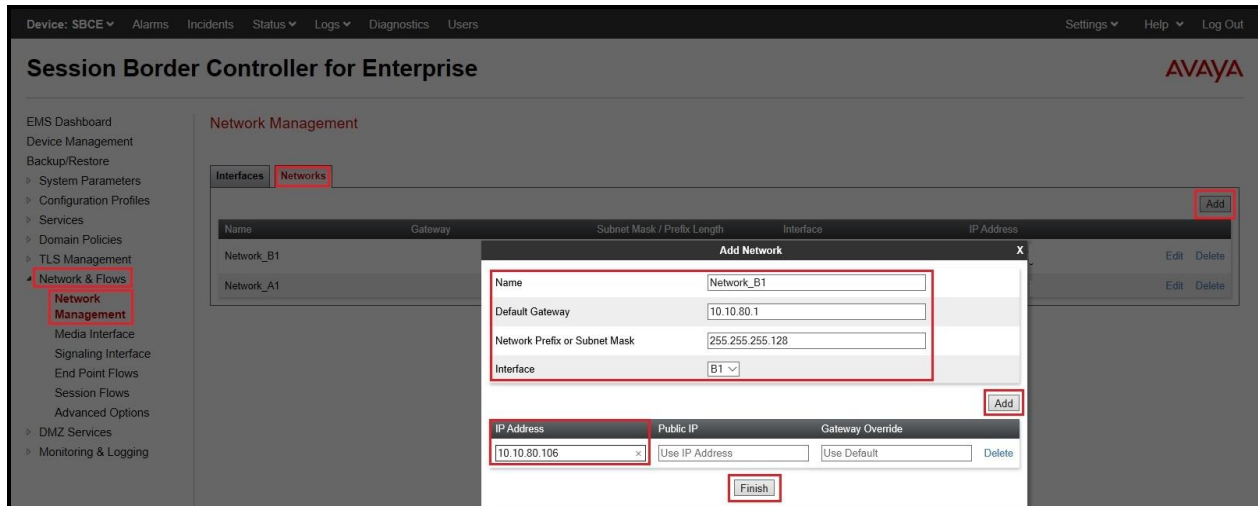 Device: SBCE Alarms Incidents Status Logs Diagnostics Users Settings Help Log Out
Session Border Controller for Enterprise
AVAYA
EMS Dashboard
Device Management
Backup/Restore
System Parameters
Configuration Profiles
Services
Domain Policies
TLS Management
Network & Flows
Network
Management
Media Interface
Signaling Interface
End Point Flows
Session Flows
Advanced Options
DMZ Services
Monitoring & Logging
Network Management
Interfaces Networks
Add
Name Gateway Subnet Mask / Prefix Length Interface IP Address
Network_B1 Edit Delete
Network_A1 Edit Delete
Add Network X
Name Network_B1
Default Gateway 10.10.80.1
Network Prefix or Subnet Mask 255.255.255.128
Interface B1
Add
IP Address Public IP Gateway Override
10.10.80.106 × Use IP Address Use Default Delete
Finish